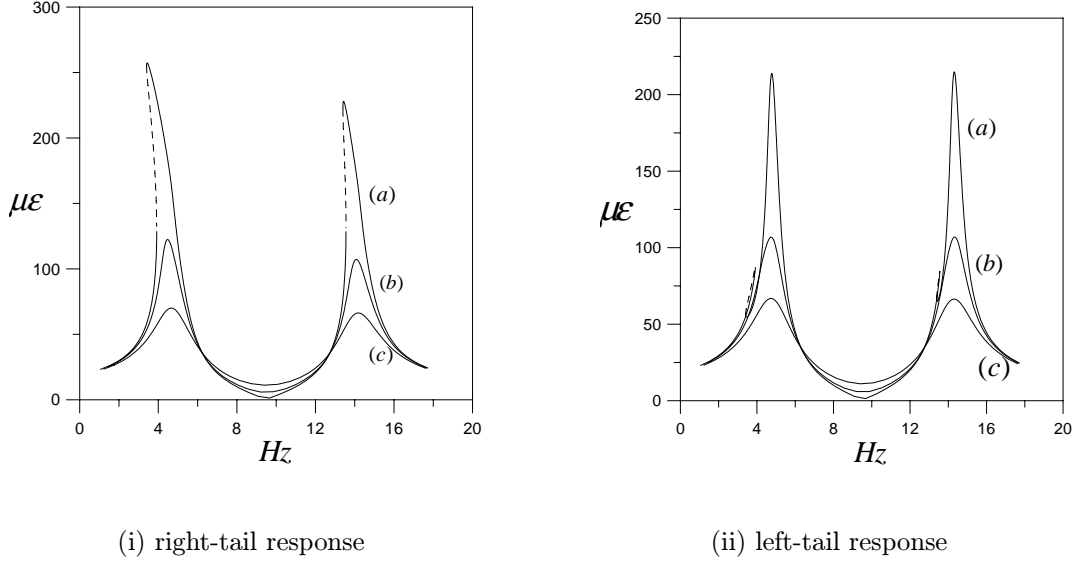 300
200
100
0
με
(a)
(b)
(c)
0 4 8 12 16 20
Hz
(i) right-tail response
250
200
150
100
50
0
με
(a)
(b)
(c)
0 4 8 12 16 20
Hz
(ii) left-tail response